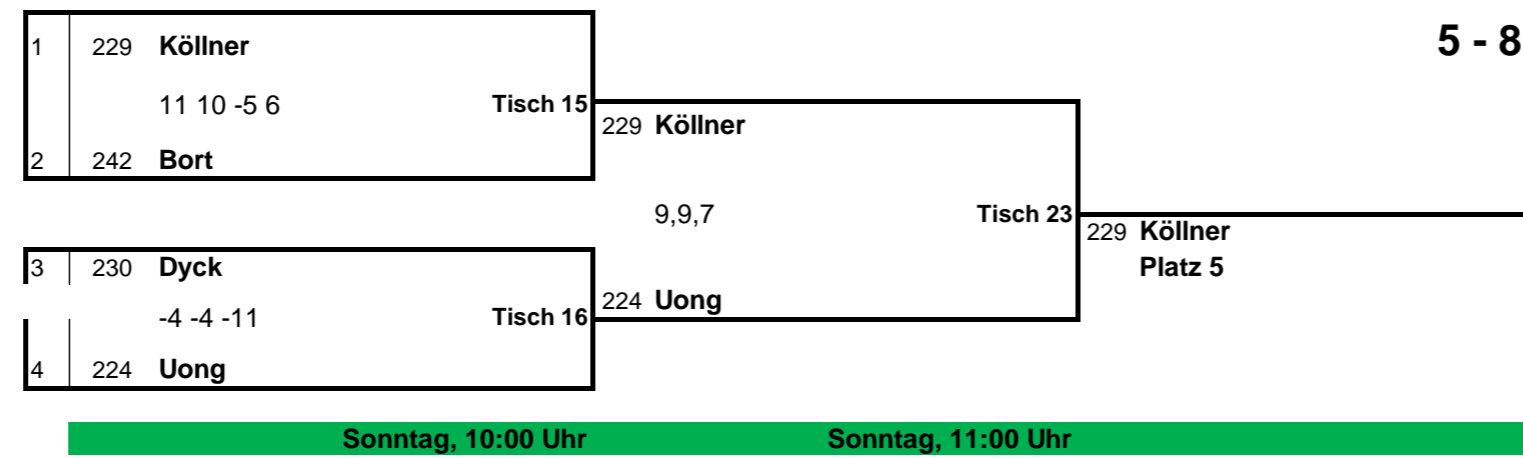 5 - 8
1 229 Köllner
11 10 -5 6 Tisch 15
229 Köllner
2 242 Bort
9,9,7 Tisch 23
229 Köllner
Platz 5
3 230 Dyck
224 Uong
-4 -4 -11 Tisch 16
4 224 Uong
Sonntag, 10:00 Uhr Sonntag, 11:00 Uhr